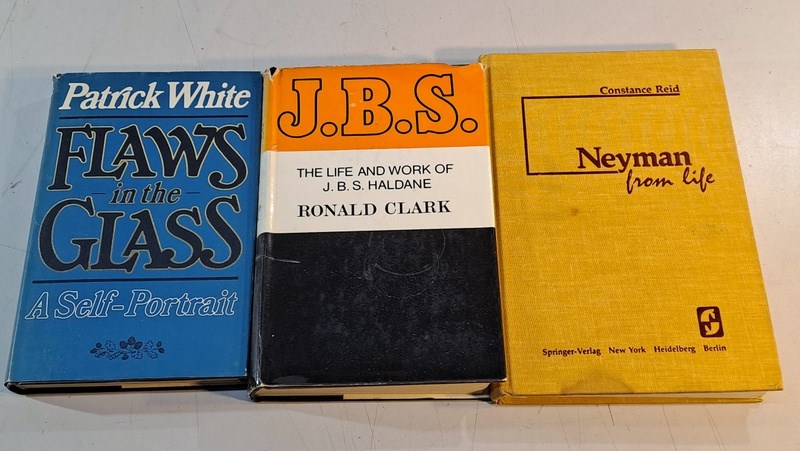 Patrick White
FLAWS
in the
GLASS
A Self-Portrait
J.B.S.
THE LIFE AND WORK OF
J. B. S. HALDANE
RONALD CLARK
Constance Reid
Neyman
from life
Springer-Verlag New York Heidelberg Berlin